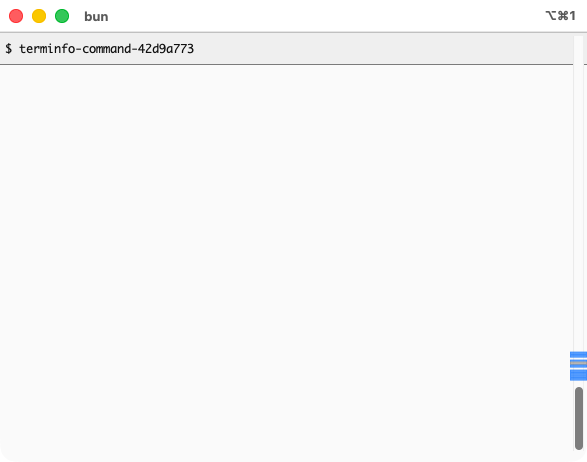 bun
⌥⌘1
$ terminfo-command-42d9a773